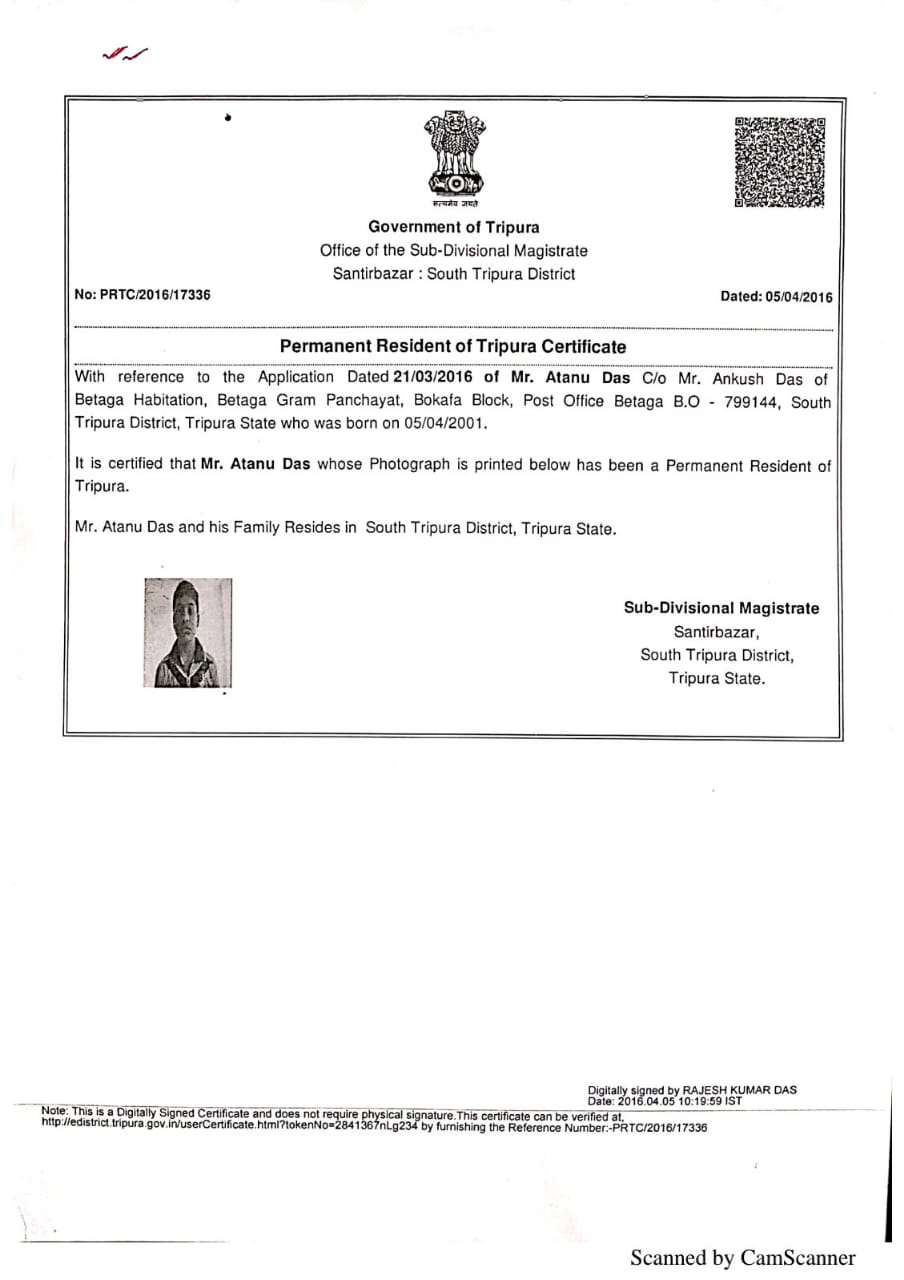 सत्यमेव जयते
Government of Tripura
Office of the Sub-Divisional Magistrate
Santirbazar : South Tripura District
No: PRTC/2016/17336
Dated: 05/04/2016
Permanent Resident of Tripura Certificate
With reference to the Application Dated 21/03/2016 of Mr. Atanu Das C/o Mr. Ankush Das of
Betaga Habitation, Betaga Gram Panchayat, Bokafa Block, Post Office Betaga B.O - 799144, South
Tripura District, Tripura State who was born on 05/04/2001.
It is certified that Mr. Atanu Das whose Photograph is printed below has been a Permanent Resident of
Tripura.
Mr. Atanu Das and his Family Resides in South Tripura District, Tripura State.
Sub-Divisional Magistrate
Santirbazar,
South Tripura District,
Tripura State.
Digitally signed by RAJESH KUMAR DAS
Date: 2016.04.05 10:19:59 IST
Note: This is a Digitally Signed Certificate and does not require physical signature.This certificate can be verified at,
http://edistrict.tripura.gov.in/userCertificate.html?tokenNo=2841367nLg234 by furnishing the Reference Number:-PRTC/2016/17336
Scanned by CamScanner